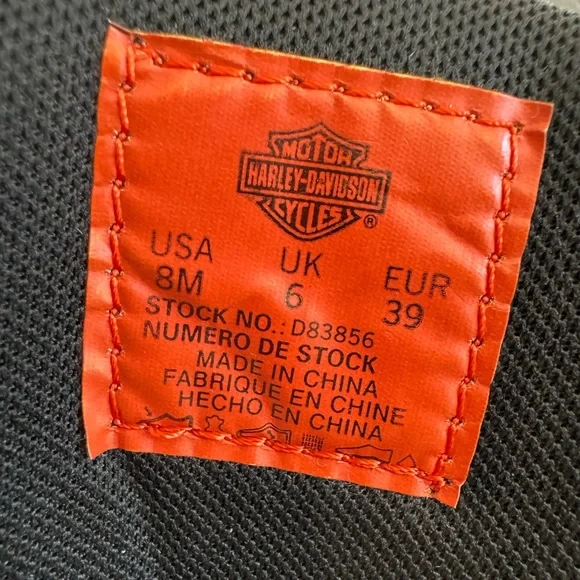 MOTOR
HARLEY-DAVIDSON
CYCLES ®
USA UK EUR
8M 6 39
STOCK NO.: D83856
NUMERO DE STOCK
MADE IN CHINA
FABRIQUE EN CHINE
HECHO EN CHINA